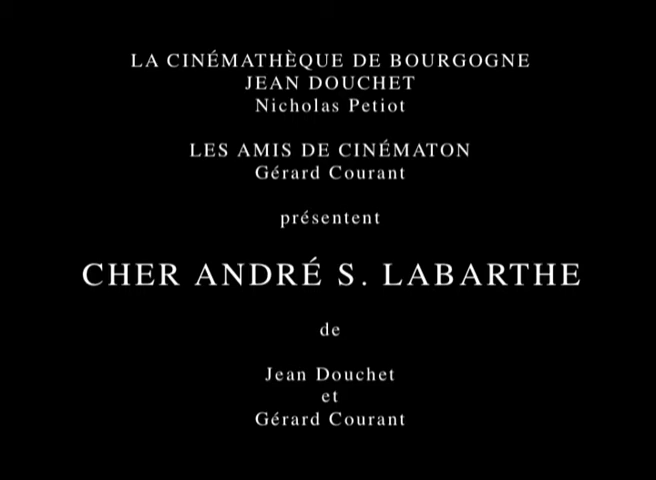 LA CINÉMATHÈQUE DE BOURGOGNE
JEAN DOUCHET
Nicholas Petiot
LES AMIS DE CINÉMATON
Gérard Courant
présentent
CHER ANDRÉ S. LABARTHE
de
Jean Douchet
et
Gérard Courant